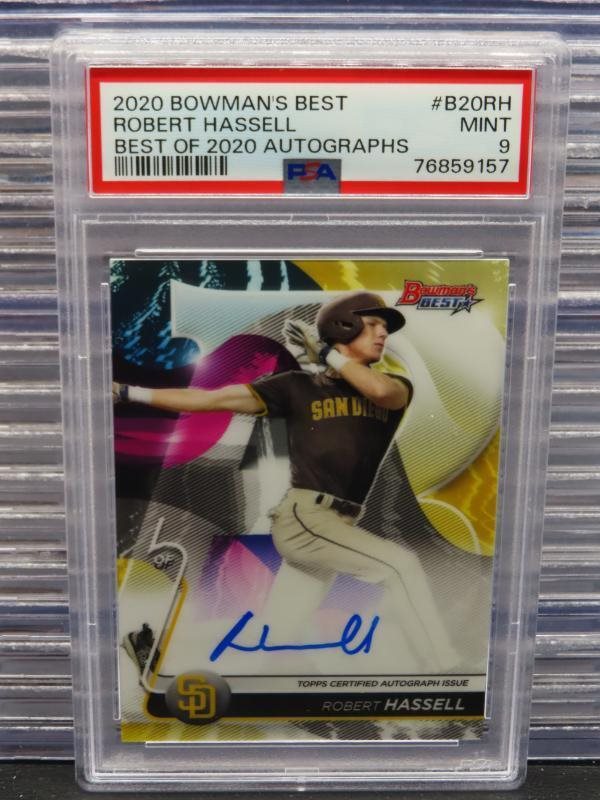 2020 BOWMAN'S BEST #B20RH
ROBERT HASSELL MINT
BEST OF 2020 AUTOGRAPHS 9
PSA 76859157
Bowman's
BEST
SAN DIEGO
OF
TOPPS CERTIFIED AUTOGRAPH ISSUE
SD
ROBERT HASSELL